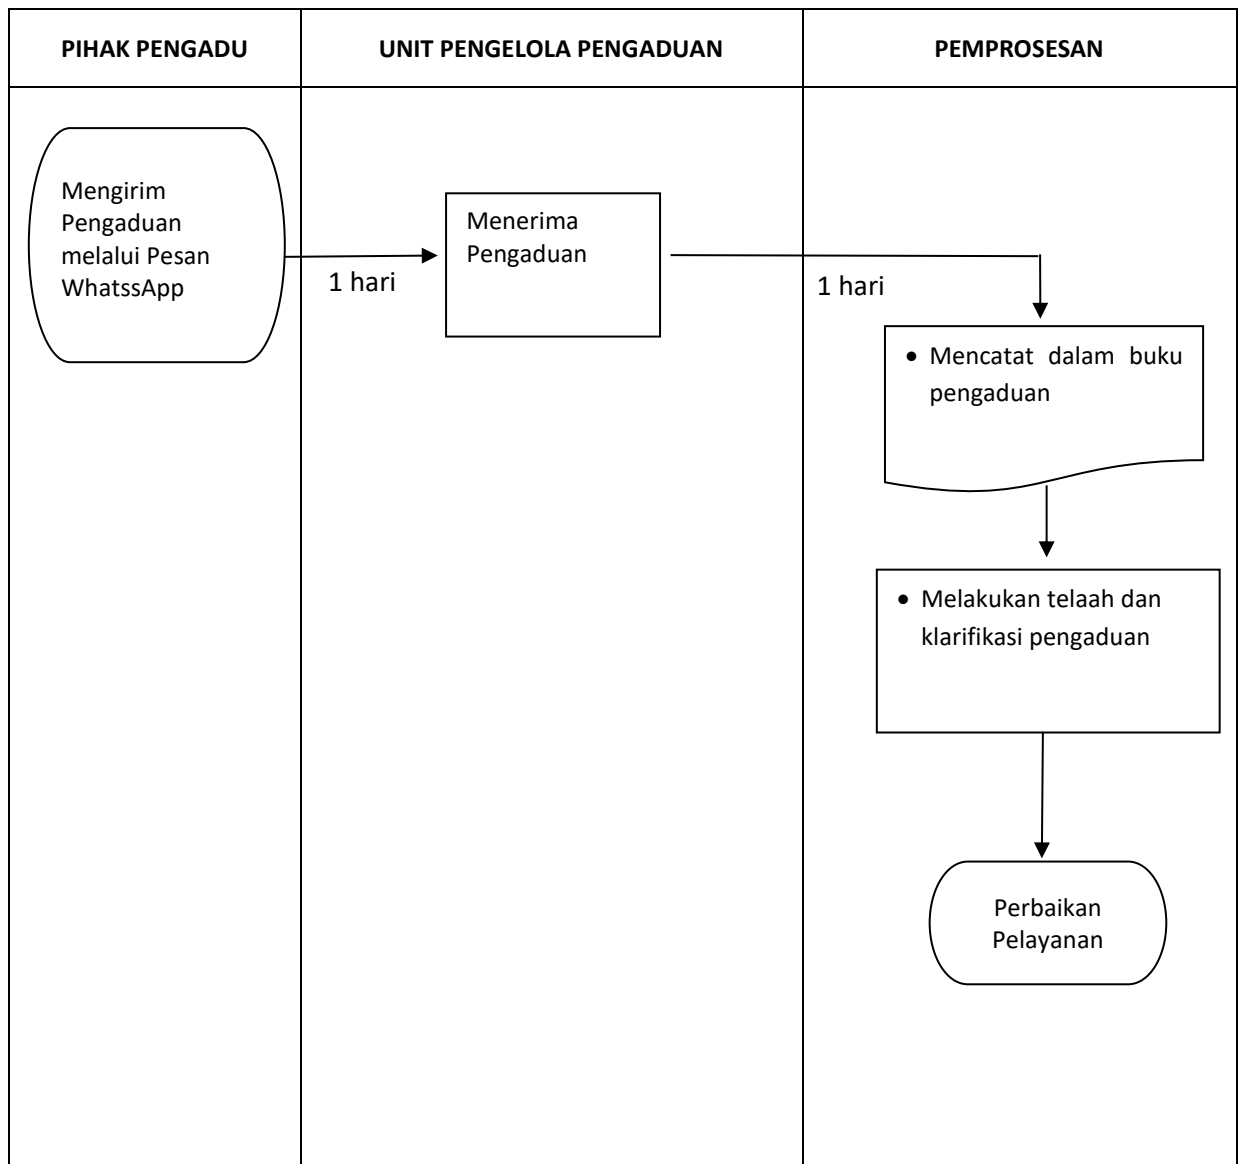 PIHAK PENGADU
UNIT PENGELOLA PENGADUAN
PEMPROSESAN
Mengirim
Pengaduan
melalui Pesan
WhatssApp
1 hari
Menerima
Pengaduan
1 hari
• Mencatat dalam buku
pengaduan
• Melakukan telaah dan
klarifikasi pengaduan
Perbaikan
Pelayanan